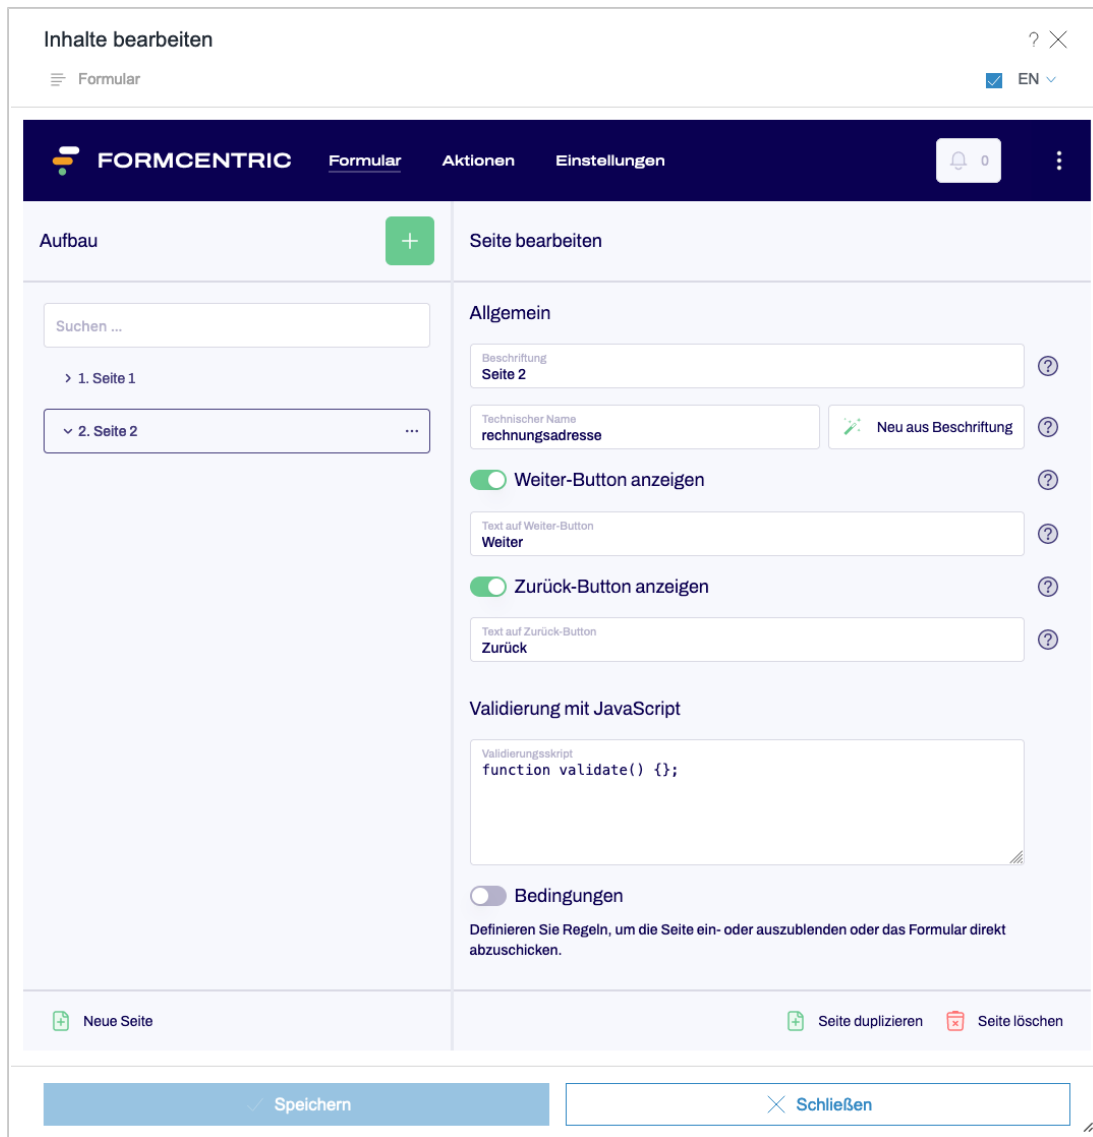 Inhalte bearbeiten
?
Formular
EN
FORMCENTRIC
Formular
Aktionen
Einstellungen
0
Aufbau
+
Suchen ...
1. Seite 1
2. Seite 2
...
Neue Seite
Seite bearbeiten
Allgemein
Beschriftung
Seite 2
?
Technischer Name
rechnungsadresse
Neu aus Beschriftung
?
Weiter-Button anzeigen
?
Text auf Weiter-Button
Weiter
?
Zurück-Button anzeigen
?
Text auf Zurück-Button
Zurück
?
Validierung mit JavaScript
Validierungsskript
function validate() {};
Bedingungen
Definieren Sie Regeln, um die Seite ein- oder auszublenden oder das Formular direkt
abzuschicken.
Seite duplizieren
Seite löschen
Speichern
Schließen